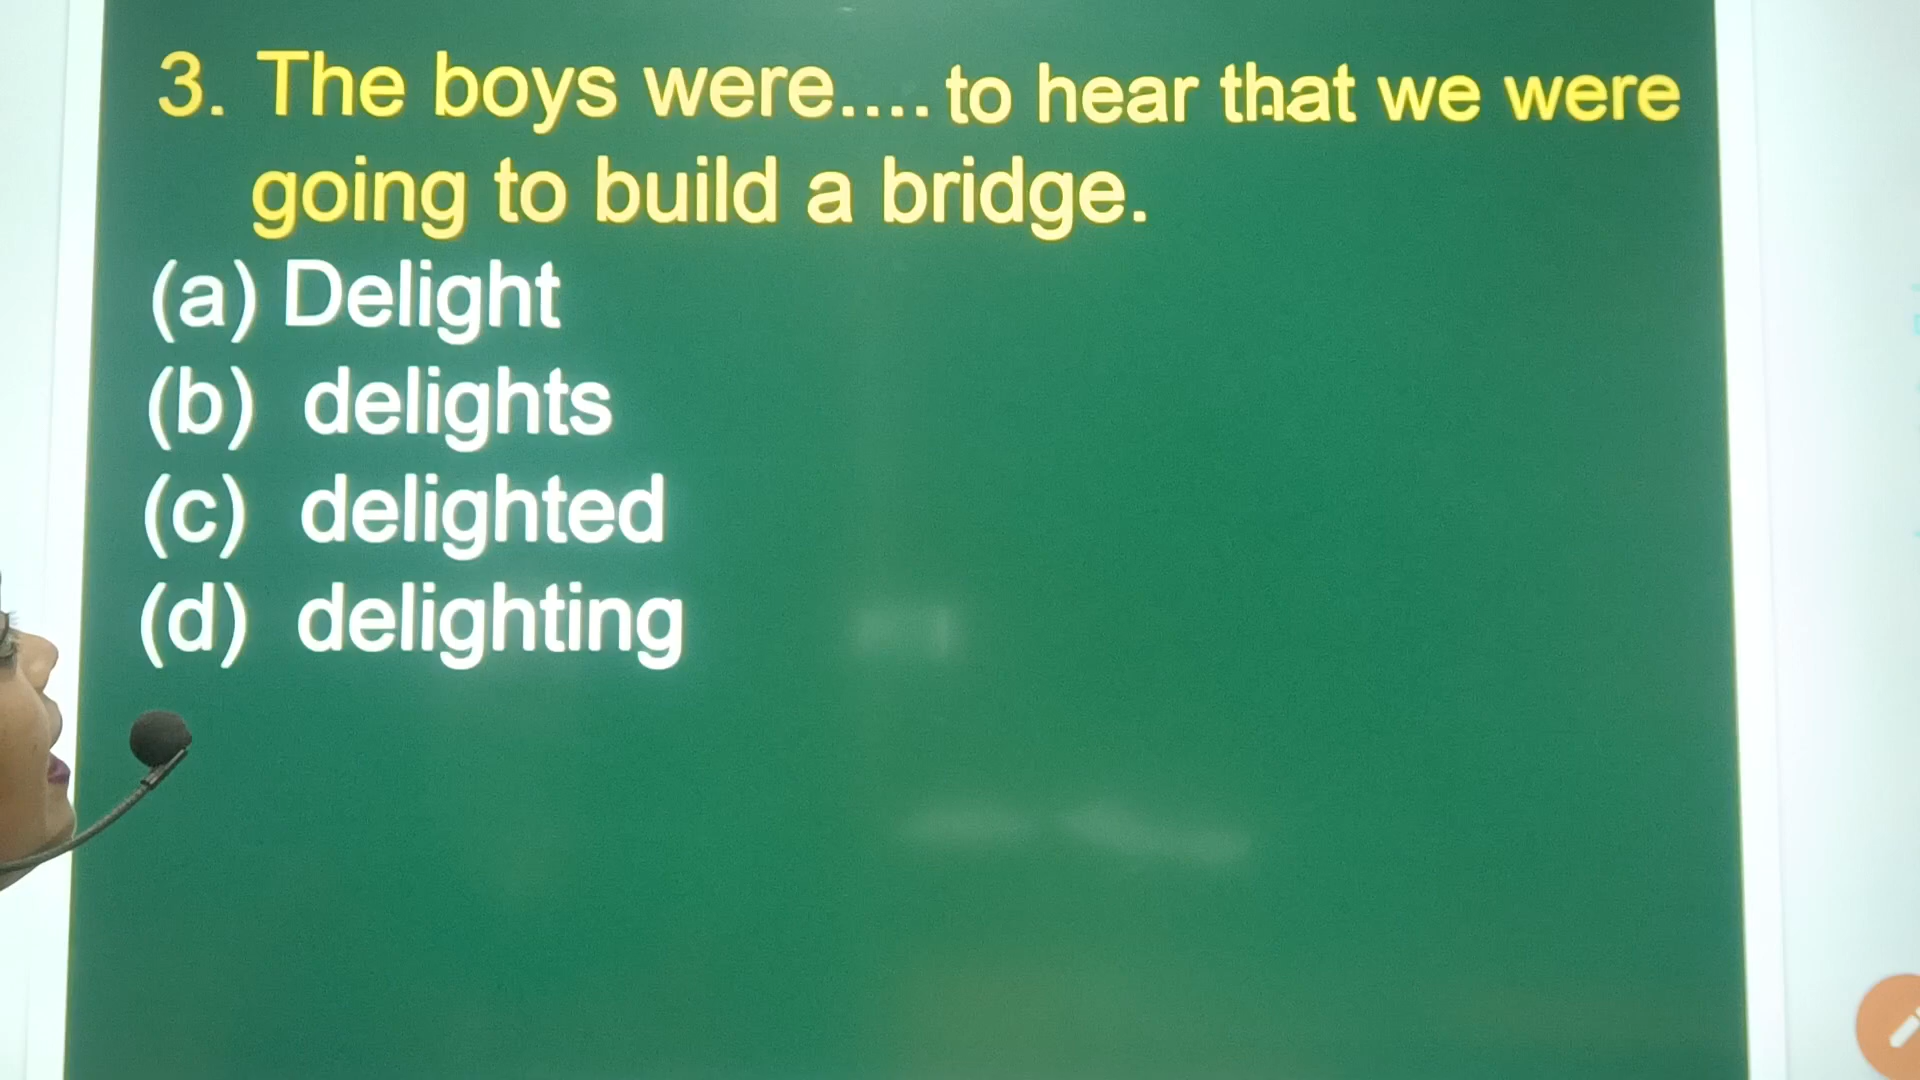 3. The boys were.... to hear that we were
going to build a bridge.
(a) Delight
(b) delights
(c) delighted
(d) delighting